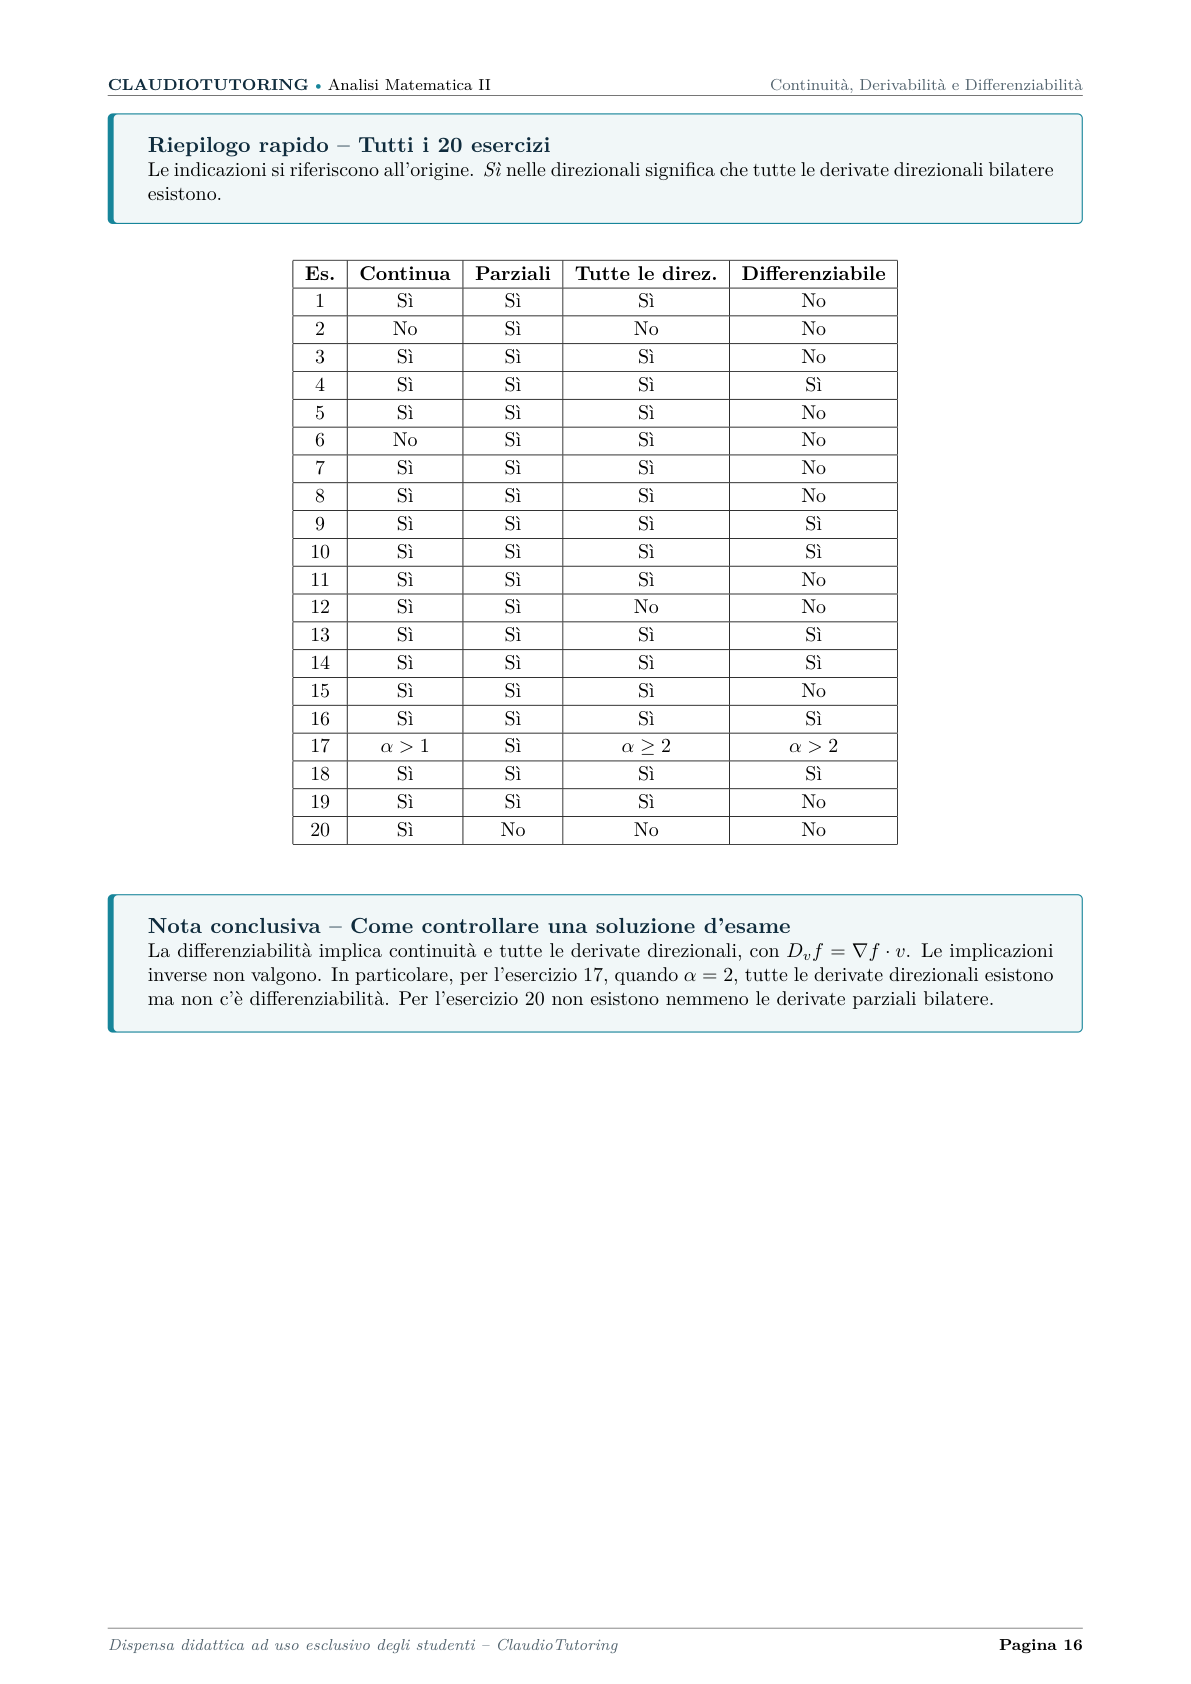 CLAUDIOTUTORING • Analisi Matematica II Continuità, Derivabilità e Differenziabilità
Riepilogo rapido – Tutti i 20 esercizi
Le indicazioni si riferiscono all'origine. Sì nelle direzionali significa che tutte le derivate direzionali bilatere
esistono.
Es. Continua Parziali Tutte le direz. Differenziabile
1 Sì Sì Sì No
2 No Sì No No
3 Sì Sì Sì No
4 Sì Sì Sì Sì
5 Sì Sì Sì No
6 No Sì Sì No
7 Sì Sì Sì No
8 Sì Sì Sì No
9 Sì Sì Sì Sì
10 Sì Sì Sì Sì
11 Sì Sì Sì No
12 Sì Sì No No
13 Sì Sì Sì Sì
14 Sì Sì Sì Sì
15 Sì Sì Sì No
16 Sì Sì Sì Sì
17 α > 1 Sì α ≥ 2 α > 2
18 Sì Sì Sì Sì
19 Sì Sì Sì No
20 Sì No No No
Nota conclusiva – Come controllare una soluzione d'esame
La differenziabilità implica continuità e tutte le derivate direzionali, con D_v f = ∇f · v. Le implicazioni
inverse non valgono. In particolare, per l'esercizio 17, quando α = 2, tutte le derivate direzionali esistono
ma non c'è differenziabilità. Per l'esercizio 20 non esistono nemmeno le derivate parziali bilatere.
Dispensa didattica ad uso esclusivo degli studenti – ClaudioTutoring Pagina 16